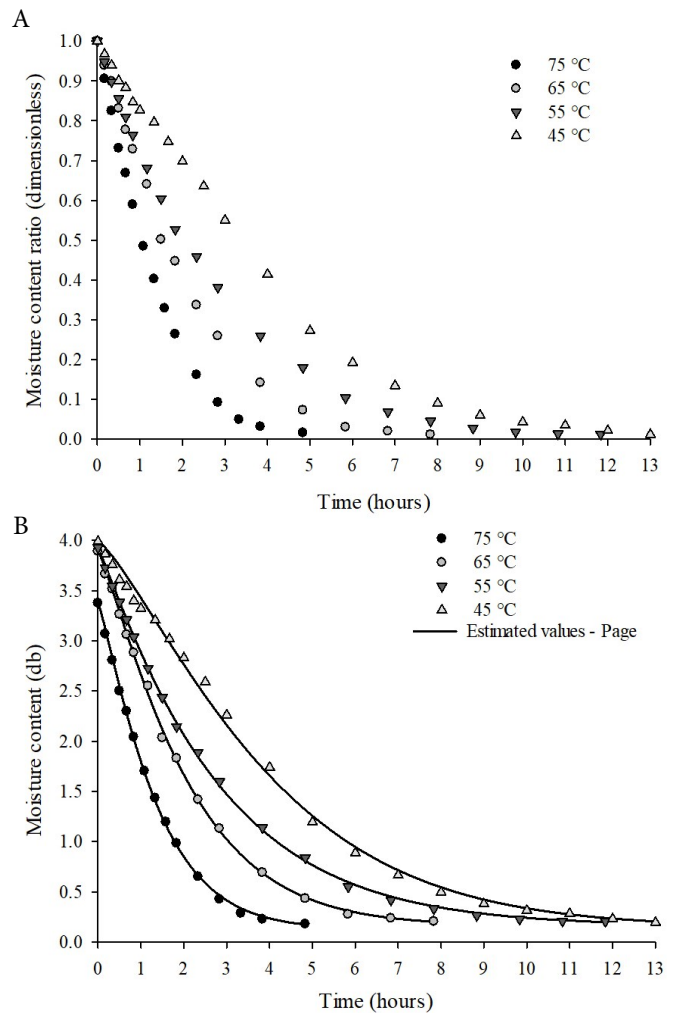 A
1.0
0.9
0.8
0.7
0.6
0.5
0.4
0.3
0.2
0.1
0.0
Moisture content ratio (dimensionless)
75 °C
65 °C
55 °C
45 °C
0 1 2 3 4 5 6 7 8 9 10 11 12 13
Time (hours)
B
4.0
3.5
3.0
2.5
2.0
1.5
1.0
0.5
0.0
Moisture content (db)
75 °C
65 °C
55 °C
45 °C
Estimated values - Page
0 1 2 3 4 5 6 7 8 9 10 11 12 13
Time (hours)